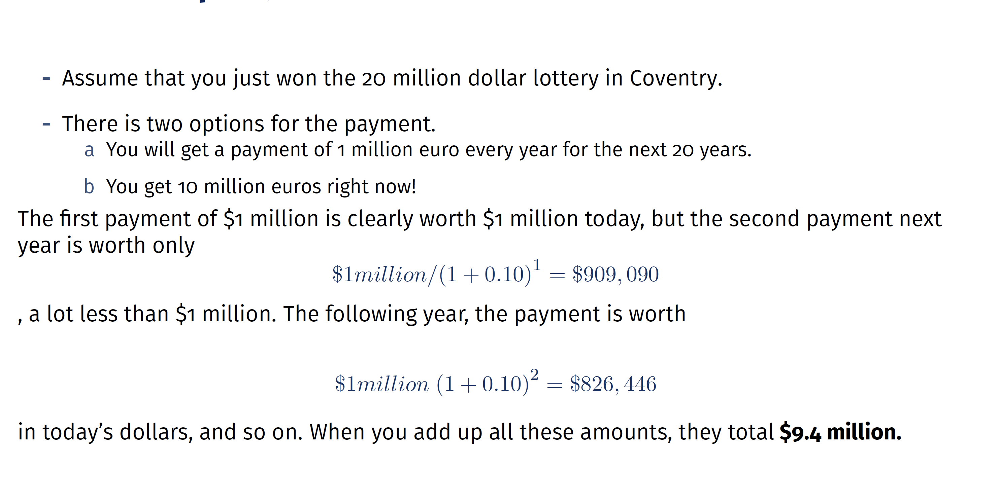 - Assume that you just won the 20 million dollar lottery in Coventry.
- There is two options for the payment.
a You will get a payment of 1 million euro every year for the next 20 years.
b You get 10 million euros right now!
The first payment of $1 million is clearly worth $1 million today, but the second payment next
year is worth only
$1million/(1 + 0.10)^1 = $909, 090
, a lot less than $1 million. The following year, the payment is worth
$1million (1 + 0.10)^2 = $826, 446
in today’s dollars, and so on. When you add up all these amounts, they total $9.4 million.